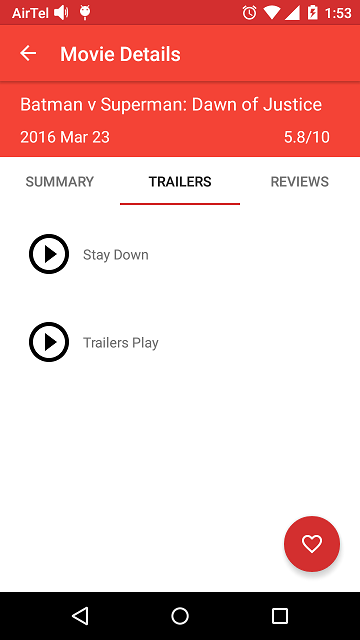 AirTel 1:53
Movie Details
Batman v Superman: Dawn of Justice
2016 Mar 23 5.8/10
SUMMARY TRAILERS REVIEWS
Stay Down
Trailers Play